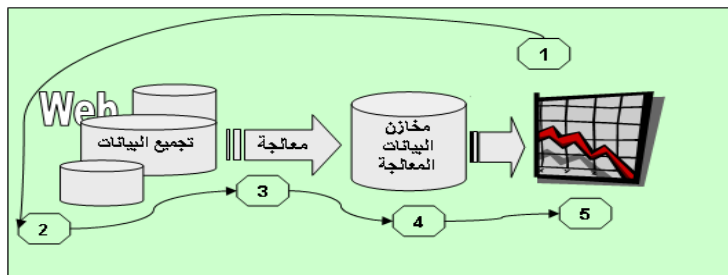 1
Web
تجميع البيانات
معالجة
مخازن
البيانات
المعالجة
2
3
4
5